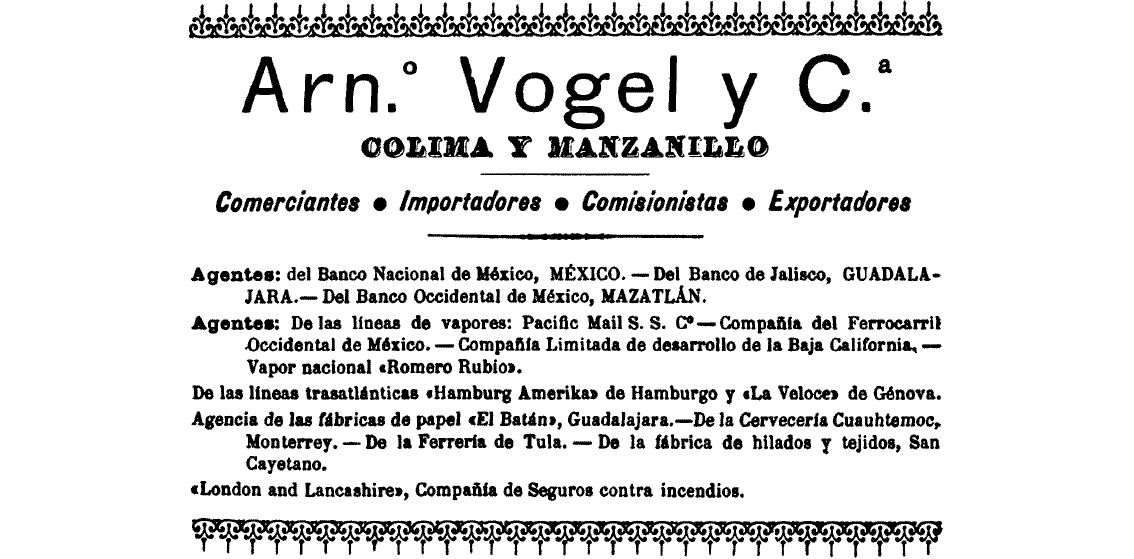 Arn.º Vogel y C.ª
COLIMA Y MANZANILLO
Comerciantes ● Importadores ● Comisionistas ● Exportadores
Agentes: del Banco Nacional de México, MÉXICO. — Del Banco de Jalisco, GUADALA-
JARA.— Del Banco Occidental de México, MAZATLÁN.
Agentes: De las líneas de vapores: Pacific Mail S. S. Cº — Compañía del Ferrocarril
Occidental de México. — Compañía Limitada de desarrollo de la Baja California, —
Vapor nacional «Romero Rubio».
De las líneas trasatlánticas «Hamburg Amerika» de Hamburgo y «La Veloce» de Génova.
Agencia de las fábricas de papel «El Batán», Guadalajara.—De la Cervecería Cuauhtemoc,
Monterrey. — De la Ferrería de Tula. — De la fábrica de hilados y tejidos, San
Cayetano.
«London and Lancashire», Compañía de Seguros contra incendios.